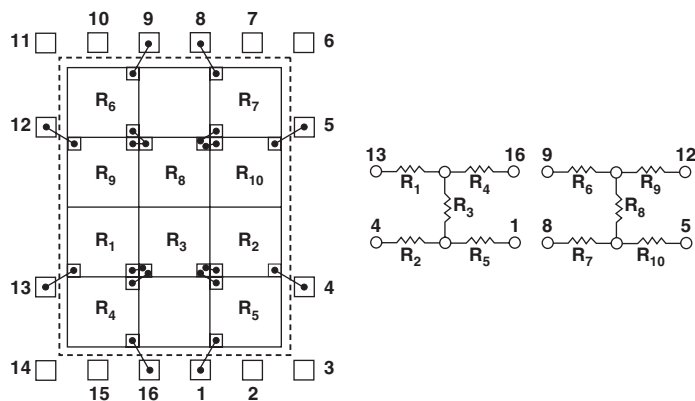 10 9 8 7
11 6
R6 R7
12 5
R9 R8 R10
R1 R3 R2
13 4
R4 R5
14 3
15 16 1 2
13 16 9 12
R1 R4 R6 R9
R3 R8
4 1 8 5
R2 R5 R7 R10